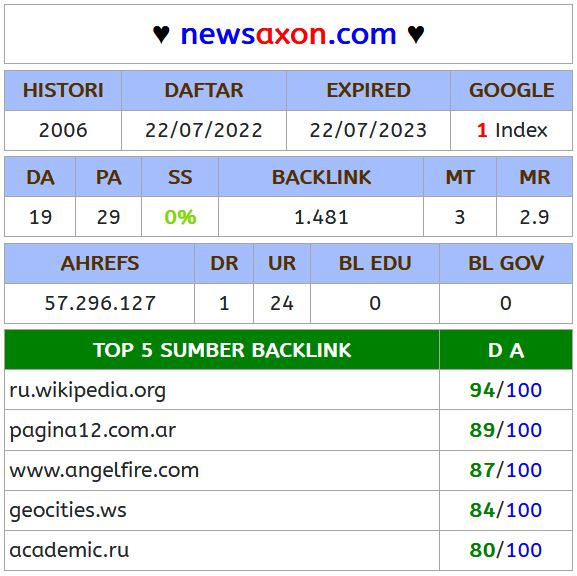 ♥ newsaxon.com ♥
HISTORI DAFTAR EXPIRED GOOGLE
2006 22/07/2022 22/07/2023 1 Index
DA PA SS BACKLINK MT MR
19 29 0% 1.481 3 2.9
AHREFS DR UR BL EDU BL GOV
57.296.127 1 24 0 0
TOP 5 SUMBER BACKLINK D A
ru.wikipedia.org 94/100
pagina12.com.ar 89/100
www.angelfire.com 87/100
geocities.ws 84/100
academic.ru 80/100